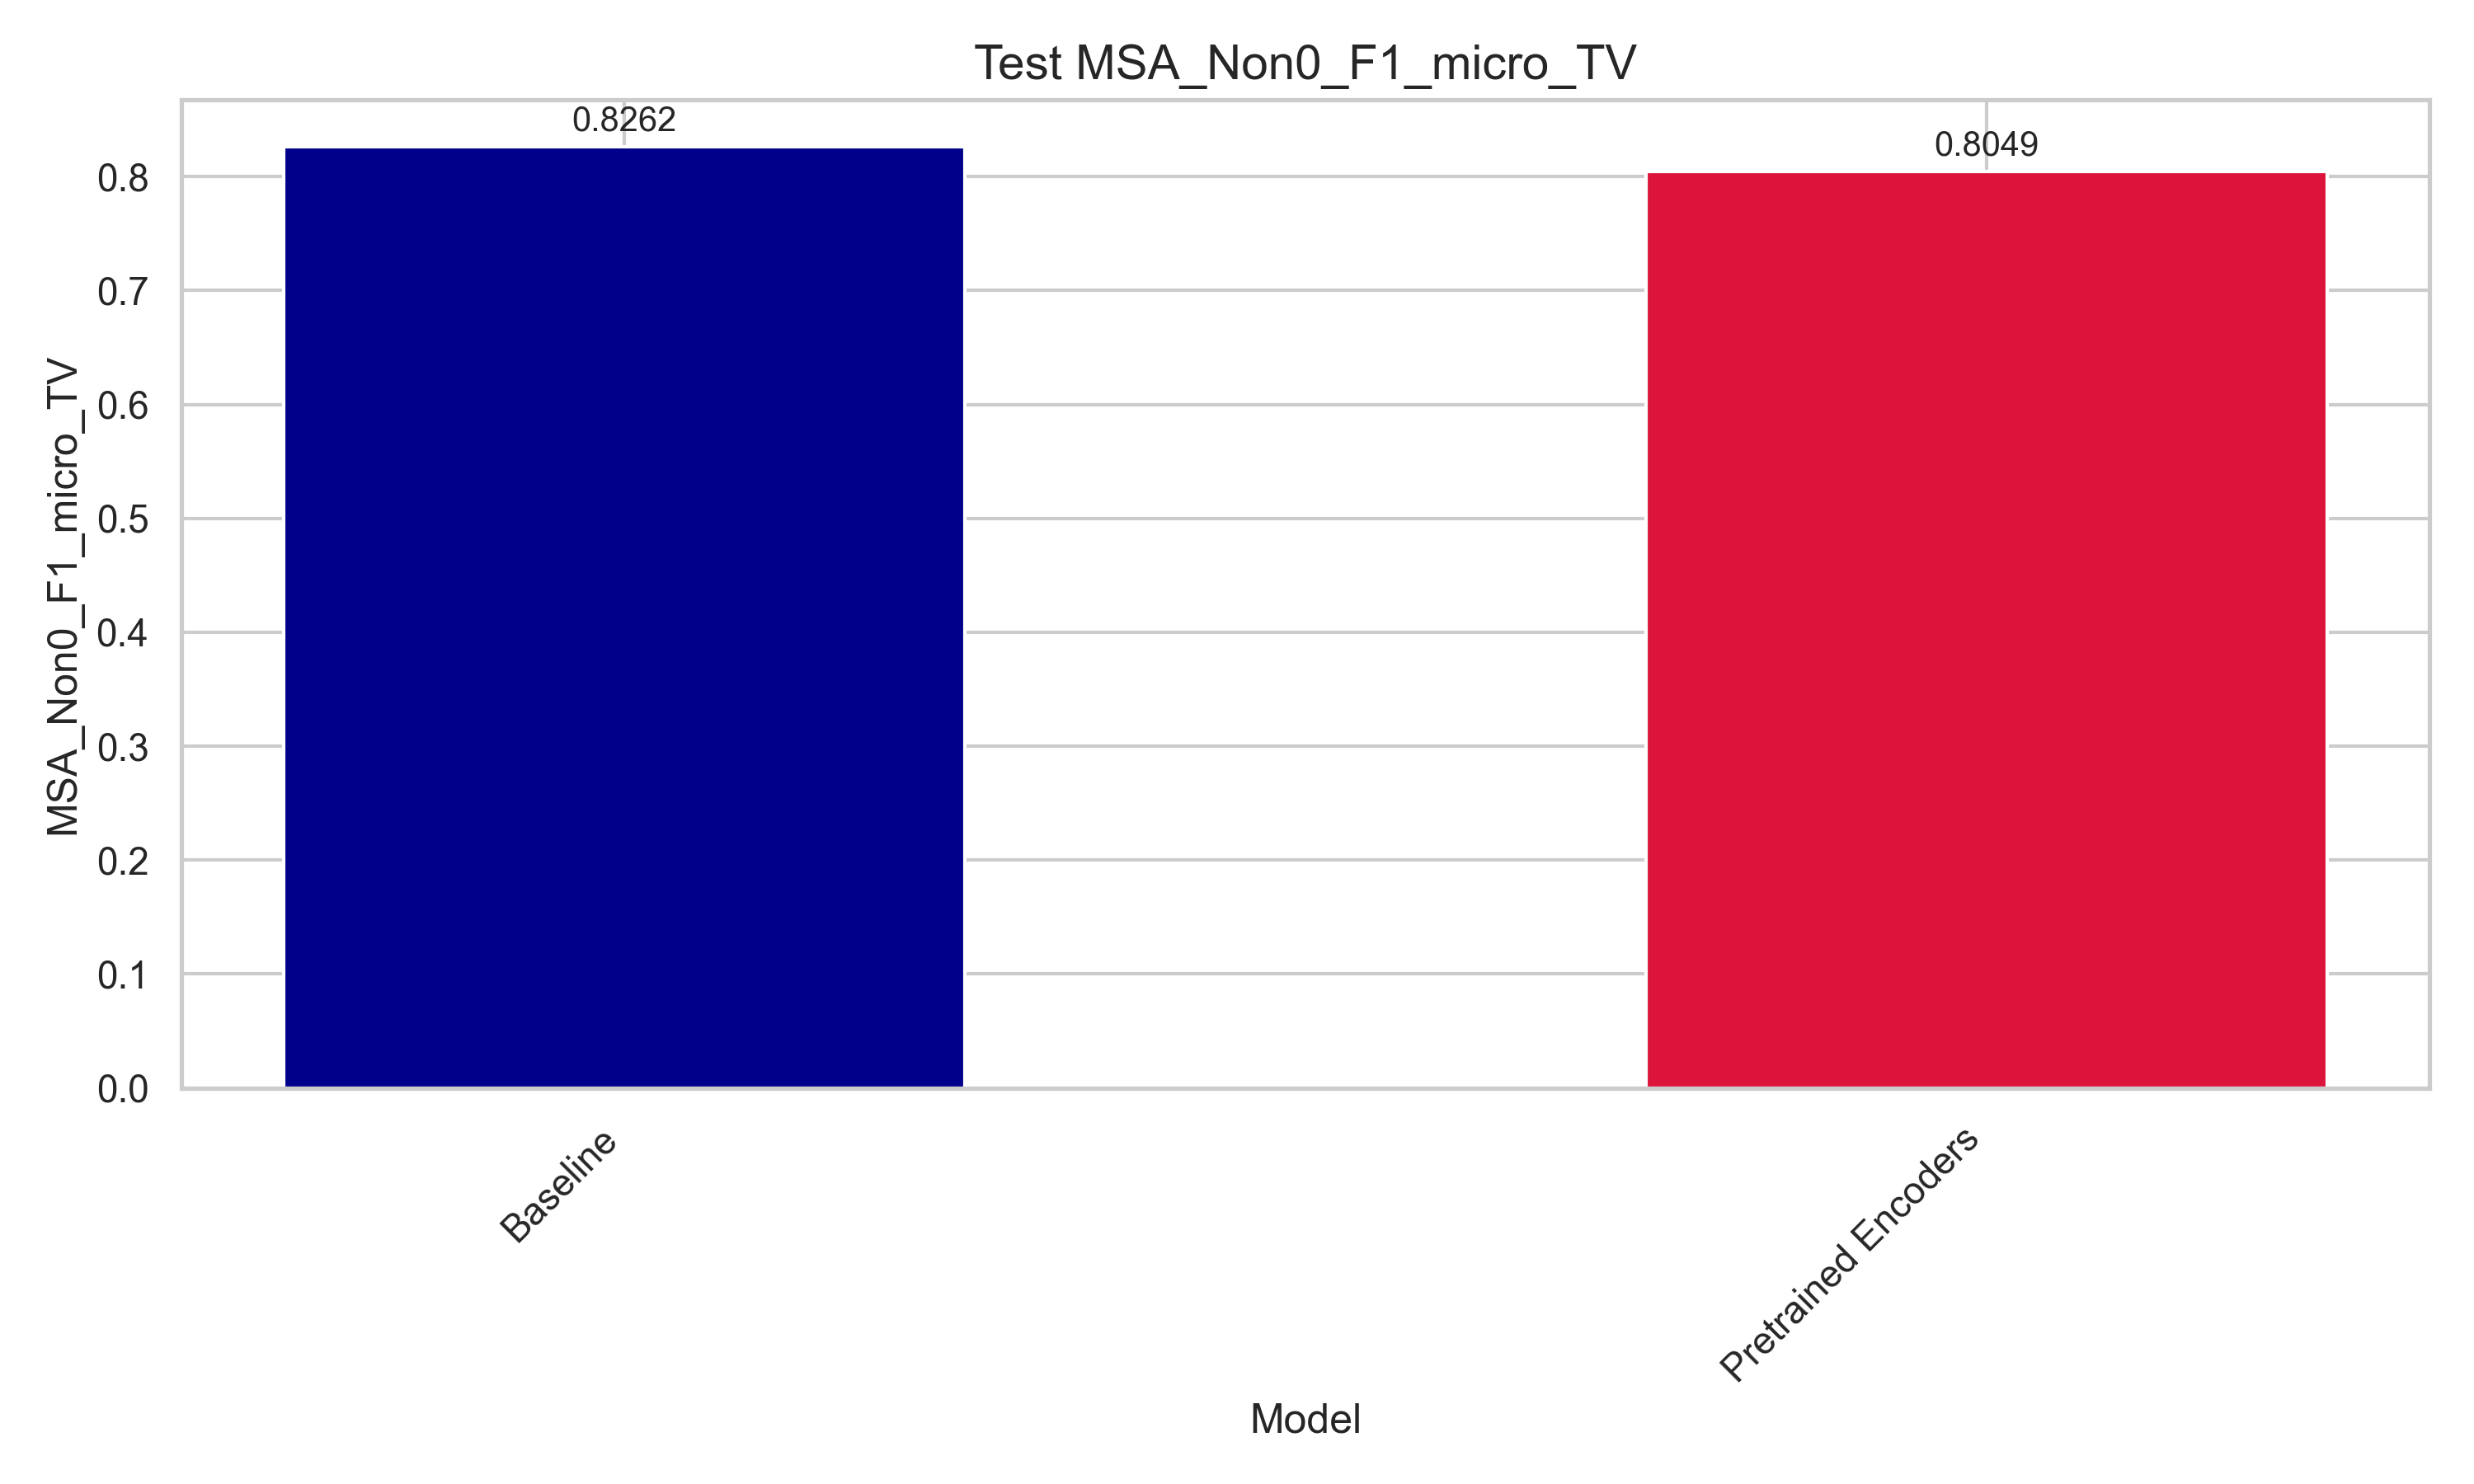 Test MSA_Non0_F1_micro_TV
0.8262
0.8049
MSA_Non0_F1_micro_TV
0.8
0.7
0.6
0.5
0.4
0.3
0.2
0.1
0.0
Baseline
Pretrained Encoders
Model